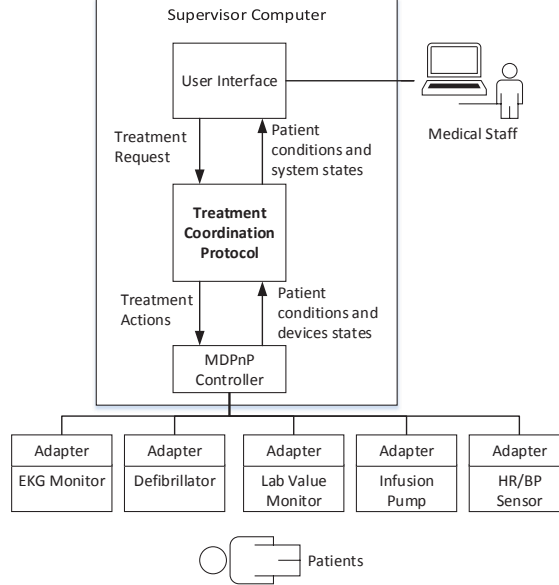 Supervisor Computer
User Interface
Medical Staff
Treatment
Request
Patient
conditions and
system states
Treatment
Coordination
Protocol
Treatment
Actions
Patient
conditions and
devices states
MDPnP
Controller
Adapter
EKG Monitor
Adapter
Defibrillator
Adapter
Lab Value
Monitor
Adapter
Infusion
Pump
Adapter
HR/BP
Sensor
Patients